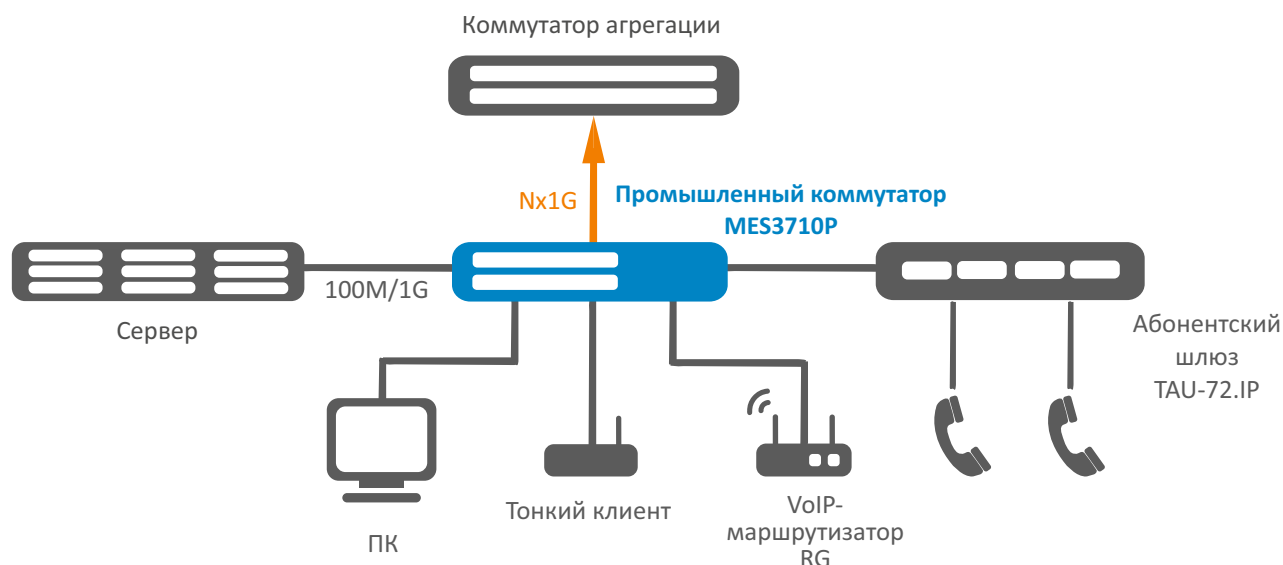 Коммутатор агрегации
Nx1G
Промышленный коммутатор
MES3710P
100M/1G
Сервер
Абонентский
шлюз
TAU-72.IP
ПК
Тонкий клиент
VoIP-
маршрутизатор
RG